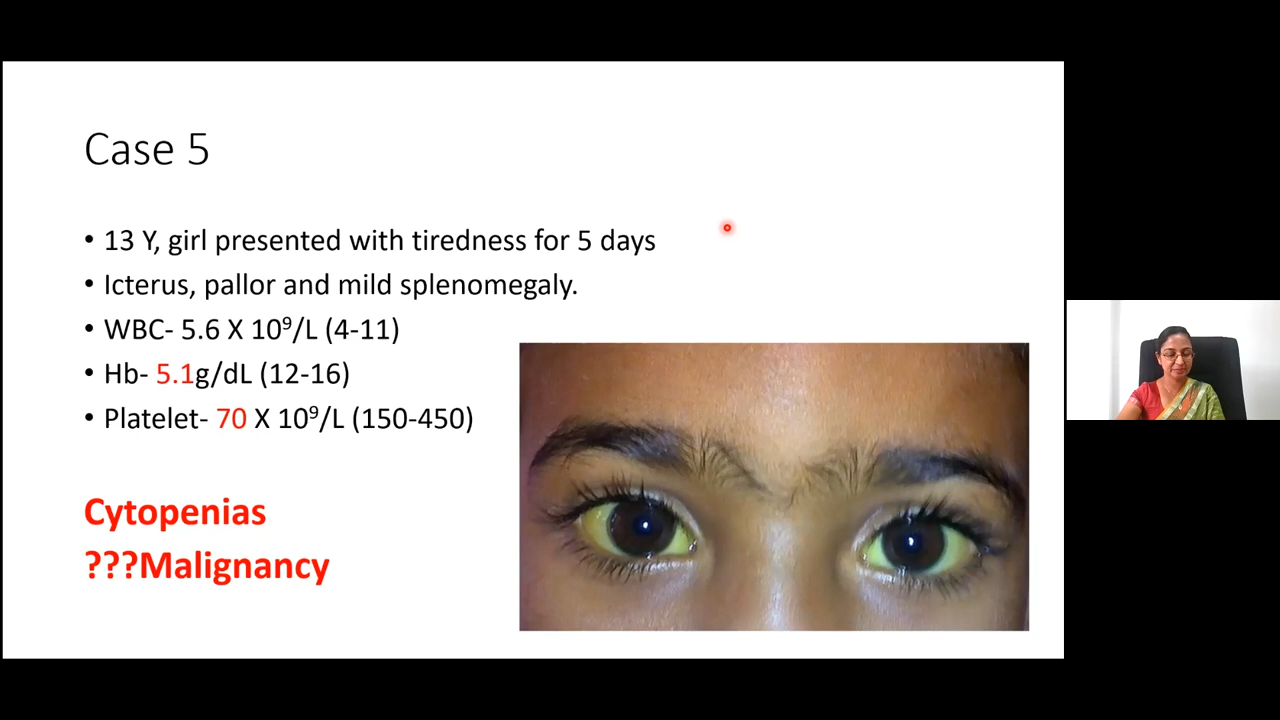 Case 5
• 13 Y, girl presented with tiredness for 5 days
• Icterus, pallor and mild splenomegaly.
• WBC- 5.6 X 10⁹/L (4-11)
• Hb- 5.1g/dL (12-16)
• Platelet- 70 X 10⁹/L (150-450)
Cytopenias
???Malignancy